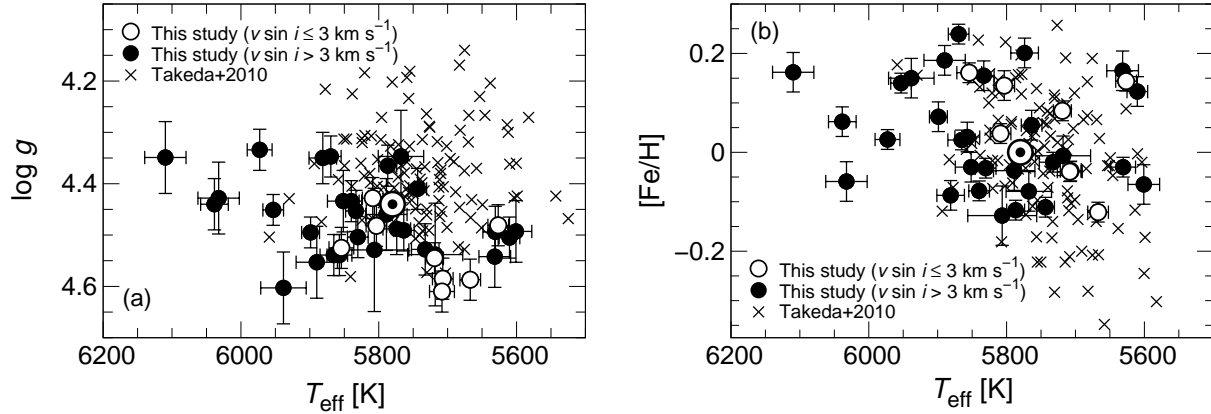 (a)
This study (v sin i ≤ 3 km s⁻¹)
This study (v sin i > 3 km s⁻¹)
Takeda+2010
4.2
4.4
4.6
log g
6200
6000
5800
5600
T_eff [K]
(b)
0.2
0
−0.2
[Fe/H]
This study (v sin i ≤ 3 km s⁻¹)
This study (v sin i > 3 km s⁻¹)
Takeda+2010
6200
6000
5800
5600
T_eff [K]